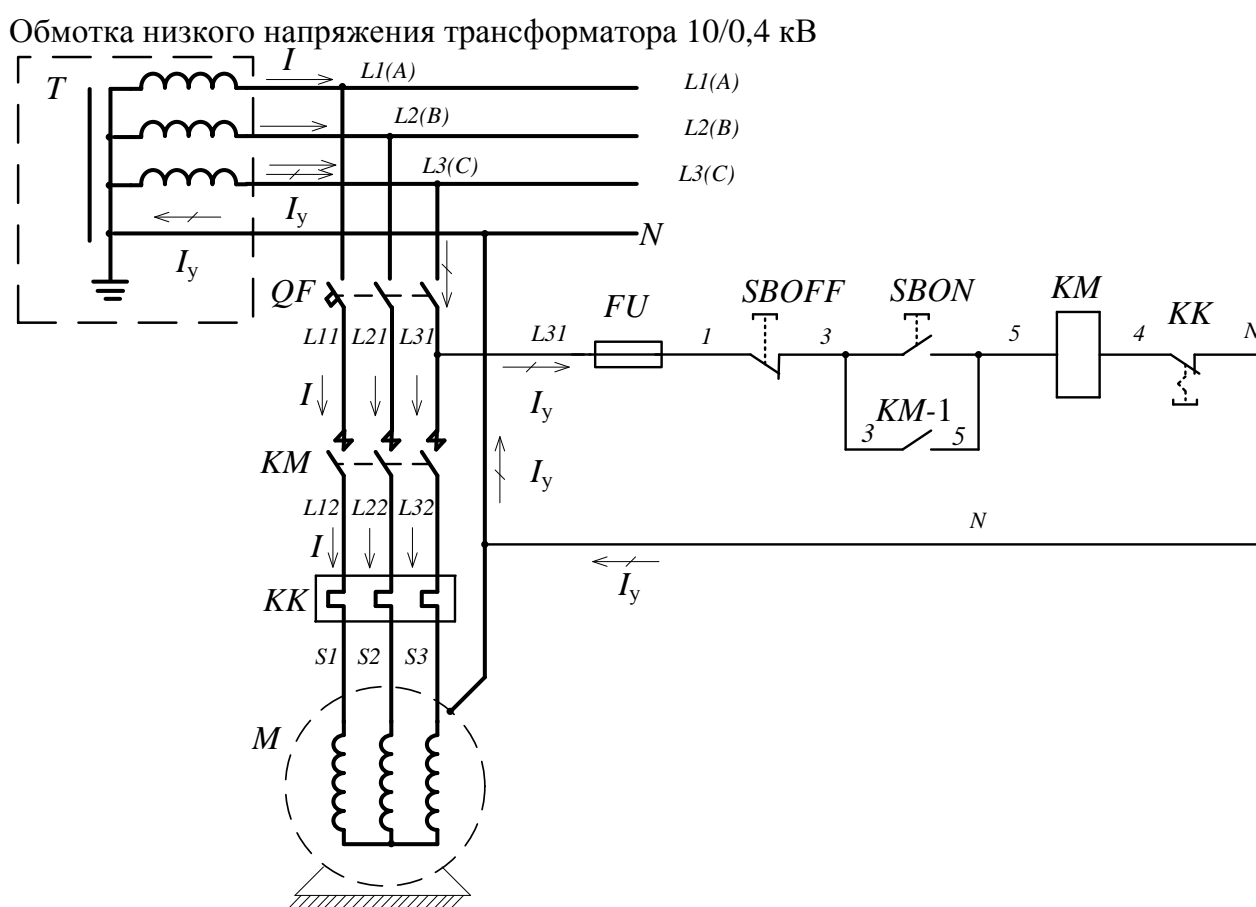 Обмотка низкого напряжения трансформатора 10/0,4 кВ
T
I
L1(A)
L1(A)
L2(B)
L2(B)
L3(C)
L3(C)
Iу
N
Iу
QF
L11
L21
L31
L31
FU
1
SBOFF
3
SBON
5
KM
4
KK
N
I
Iу
KM-1
3
5
KM
Iу
L12
L22
L32
N
I
Iу
KK
S1
S2
S3
M